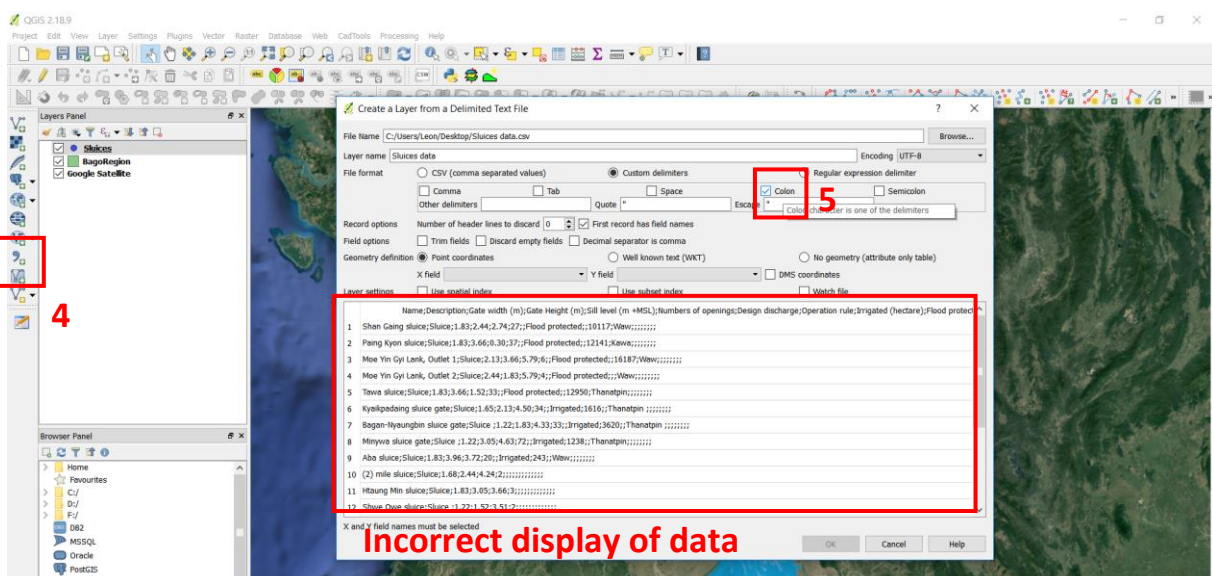 QGIS 2.18.9
Project Edit View Layer Settings Plugins Vector Raster Database Web CadTools Processing Help
Layers Panel
Sluices
BagoRegion
Google Satellite
4
Browser Panel
Home
Favourites
C:/
D:/
F:/
DB2
MSSQL
Oracle
PostGIS
Create a Layer from a Delimited Text File
File Name C:/Users/Leon/Desktop/Sluices data.csv Browse...
Layer name Sluices data Encoding UTF-8
File format CSV (comma separated values) Custom delimiters Regular expression delimiter
Comma Tab Space Colon Semicolon
5
Other delimiters Quote " Escape "
Colon character is one of the delimiters
Record options Number of header lines to discard 0 First record has field names
Field options Trim fields Discard empty fields Decimal separator is comma
Geometry definition Point coordinates Well known text (WKT) No geometry (attribute only table)
X field Y field DMS coordinates
Layer settings Use spatial index Use subset index Watch file
Name;Description;Gate width (m);Gate Height (m);Sill level (m +MSL);Numbers of openings;Design discharge;Operation rule;Irrigated (hectare);Flood protect
1 Shan Gaing sluice;Sluice;1.83;2.44;2.74;27;;Flood protected;;10117;Waw;;;;;;;;
2 Paing Kyon sluice;Sluice;1.83;3.66;0.30;37;;Flood protected;;12141;Kawa;;;;;;;;
3 Moe Yin Gyi Lank, Outlet 1;Sluice;2.13;3.66;5.79;6;;Flood protected;;16187;Waw;;;;;;;;
4 Moe Yin Gyi Lank, Outlet 2;Sluice;2.44;1.83;5.79;4;;Flood protected;;;Waw;;;;;;;;
5 Tawa sluice;Sluice;1.83;3.66;1.52;33;;Flood protected;;12950;Thanatpin;;;;;;;;
6 Kyaikpadaing sluice gate;Sluice;1.65;2.13;4.50;34;;Irrigated;1616;;Thanatpin ;;;;;;;;
7 Bagan-Nyaungbin sluice gate;Sluice ;1.22;1.83;4.33;33;;Irrigated;3620;;Thanatpin ;;;;;;;;
8 Minywa sluice gate;Sluice ;1.22;3.05;4.63;72;;Irrigated;1238;;Thanatpin;;;;;;;;
9 Aba sluice;Sluice;1.83;3.96;3.72;20;;Irrigated;243;;Waw;;;;;;;;
10 (2) mile sluice;Sluice;1.68;2.44;4.24;2;;;;;;;;;;;;;
11 Htaung Min sluice;Sluice;1.83;3.05;3.66;3;;;;;;;;;;;;;
12 Shwe Owe sluice;Sluice ;1.22;1.52;3.51;2;;;;;;;;;;;;;
X and Y field names must be selected
Incorrect display of data
OK Cancel Help